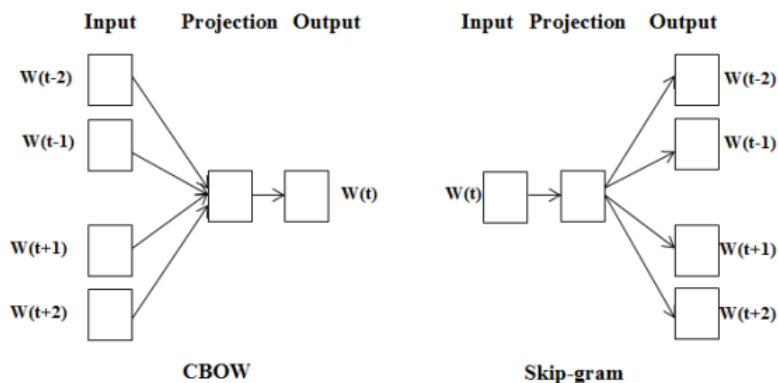 Input Projection Output
W(t-2)
W(t-1)
W(t)
W(t+1)
W(t+2)
CBOW
Input Projection Output
W(t-2)
W(t-1)
W(t)
W(t+1)
W(t+2)
Skip-gram